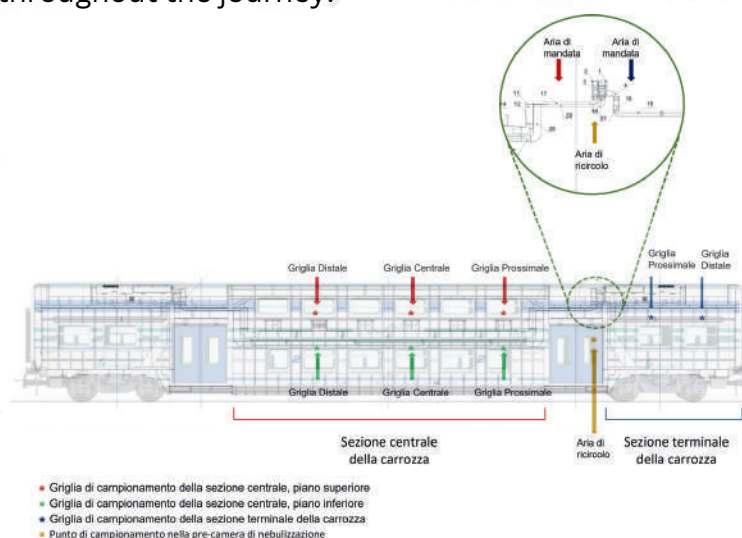 throughout the journey.
Aria di
mandata
Aria di
mandata
Aria di
ricircolo
Griglia Distale
Griglia Centrale
Griglia Prossimale
Griglia
Prossimale
Griglia
Distale
Griglia Distale
Griglia Centrale
Griglia Prossimale
Sezione centrale
della carrozza
Aria di
ricircolo
Sezione terminale
della carrozza
Griglia di campionamento della sezione centrale, piano superiore
Griglia di campionamento della sezione centrale, piano inferiore
Griglia di campionamento della sezione terminale della carrozza
Punto di campionamento nella pre-camera di nebulizzazione